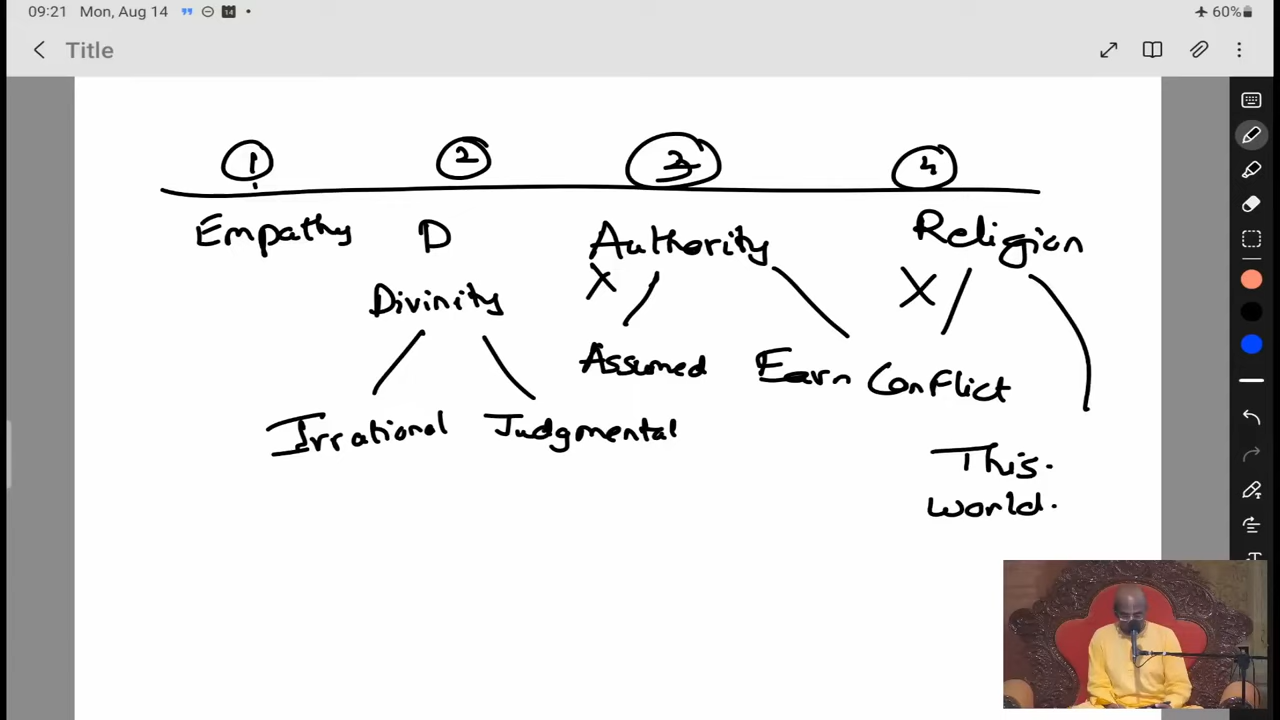 09:21 Mon, Aug 14
60%
Title
1 2 3 4
Empathy D Authority Religion
X X
Divinity
Assumed Earn Conflict
Irrational Judgmental
This.
world.